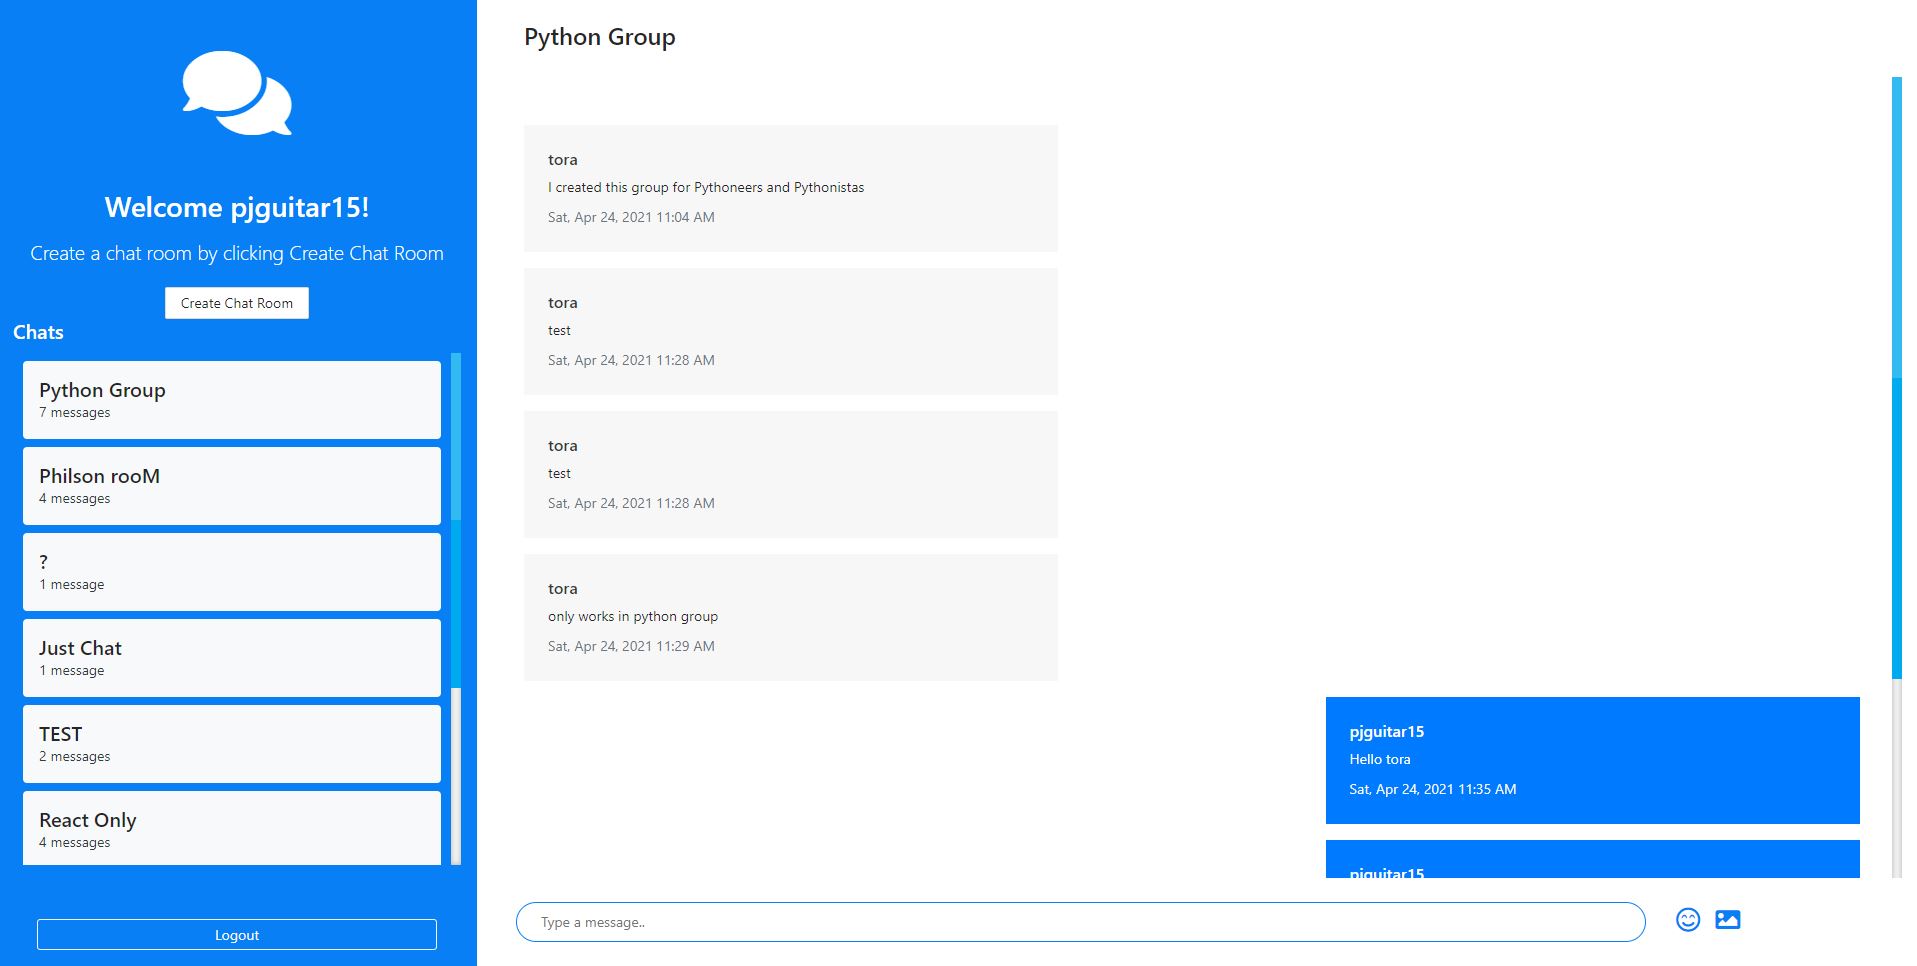 Welcome pjguitar15!
Create a chat room by clicking Create Chat Room
Create Chat Room
Chats
Python Group
7 messages
Philson rooM
4 messages
?
1 message
Just Chat
1 message
TEST
2 messages
React Only
4 messages
Logout
Python Group
tora
I created this group for Pythoneers and Pythonistas
Sat, Apr 24, 2021 11:04 AM
tora
test
Sat, Apr 24, 2021 11:28 AM
tora
test
Sat, Apr 24, 2021 11:28 AM
tora
only works in python group
Sat, Apr 24, 2021 11:29 AM
pjguitar15
Hello tora
Sat, Apr 24, 2021 11:35 AM
pjguitar15
Type a message..